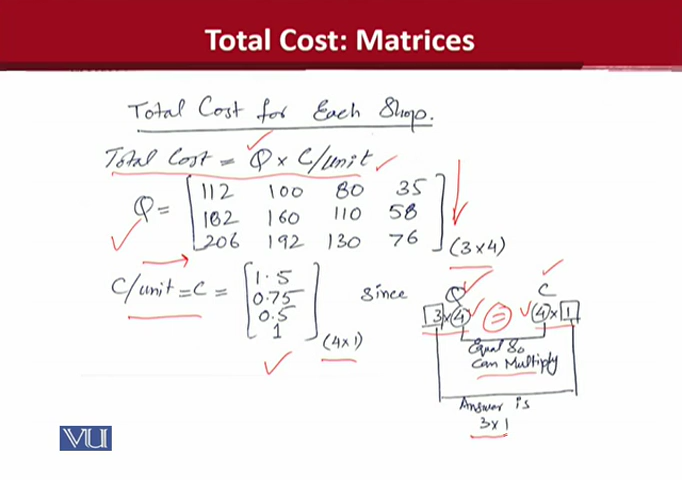 Total Cost: Matrices
Total Cost for Each Shop.
Total Cost = Q × C/unit
Q = [112 100 80 35
182 160 110 58
206 192 130 76] (3×4)
C/unit = C = [1.5
0.75
0.5
1] (4×1)
Since
Q C
3×4 = 4×1
Equal So
Can Multiply
Answer is
3×1
VU